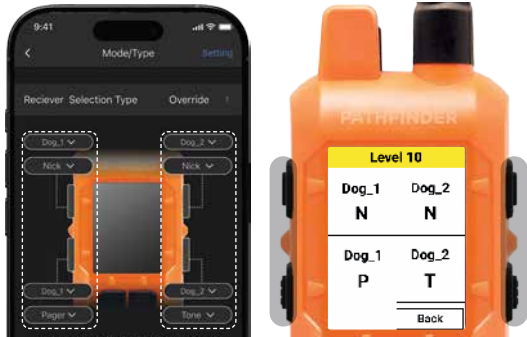 9:41
Mode/Type
Setting
Reciever Selection Type Override
Dog_1 Dog_2
Nick Nick
Dog_1 Dog_2
Pager Tone
PATHFINDER
Level 10
Dog_1 Dog_2
N N
Dog_1 Dog_2
P T
Back